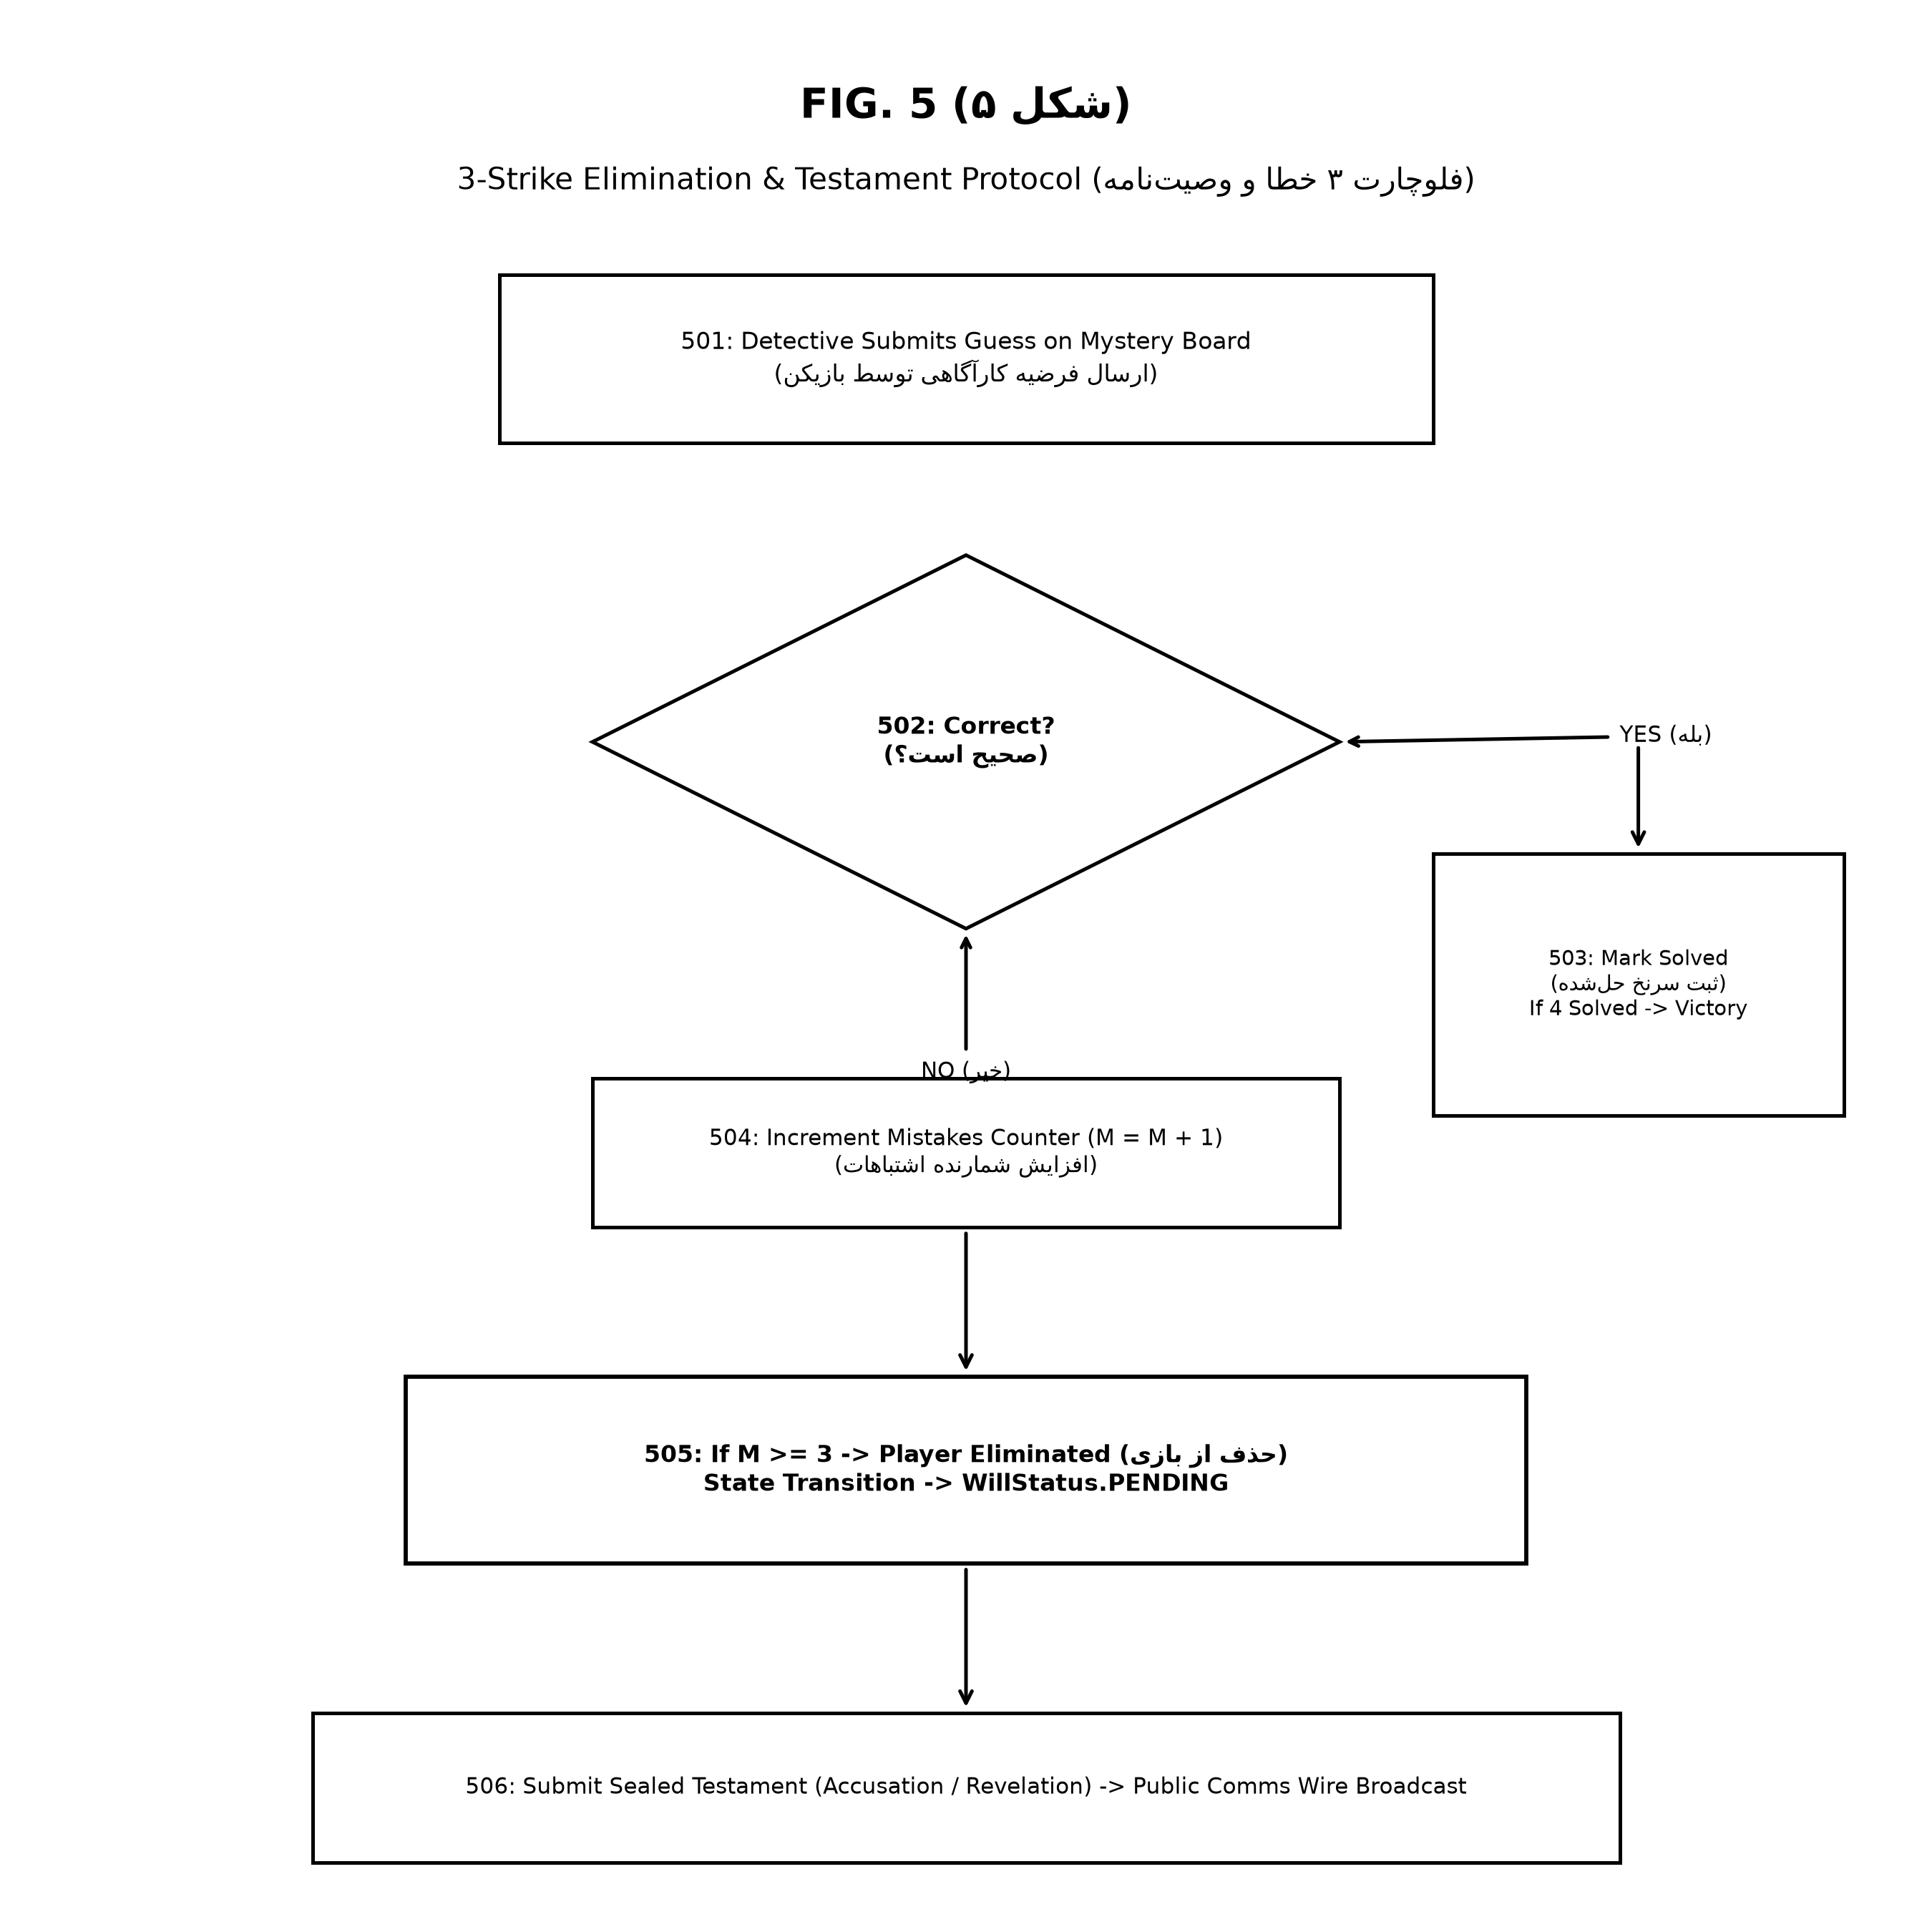 FIG. 5 (شکل ۵)
3-Strike Elimination & Testament Protocol (فلوچارت ۳ خطا و وصیت‌نامه)
501: Detective Submits Guess on Mystery Board
(ارسال فرضیه کارآگاهی توسط بازیکن)
502: Correct?
(صحیح است؟)
YES (بله)
503: Mark Solved
(ثبت سرنخ حل‌شده)
If 4 Solved -> Victory
NO (خیر)
504: Increment Mistakes Counter (M = M + 1)
(افزایش شمارنده اشتباهات)
505: If M >= 3 -> Player Eliminated (حذف از بازی)
State Transition -> WillStatus.PENDING
506: Submit Sealed Testament (Accusation / Revelation) -> Public Comms Wire Broadcast